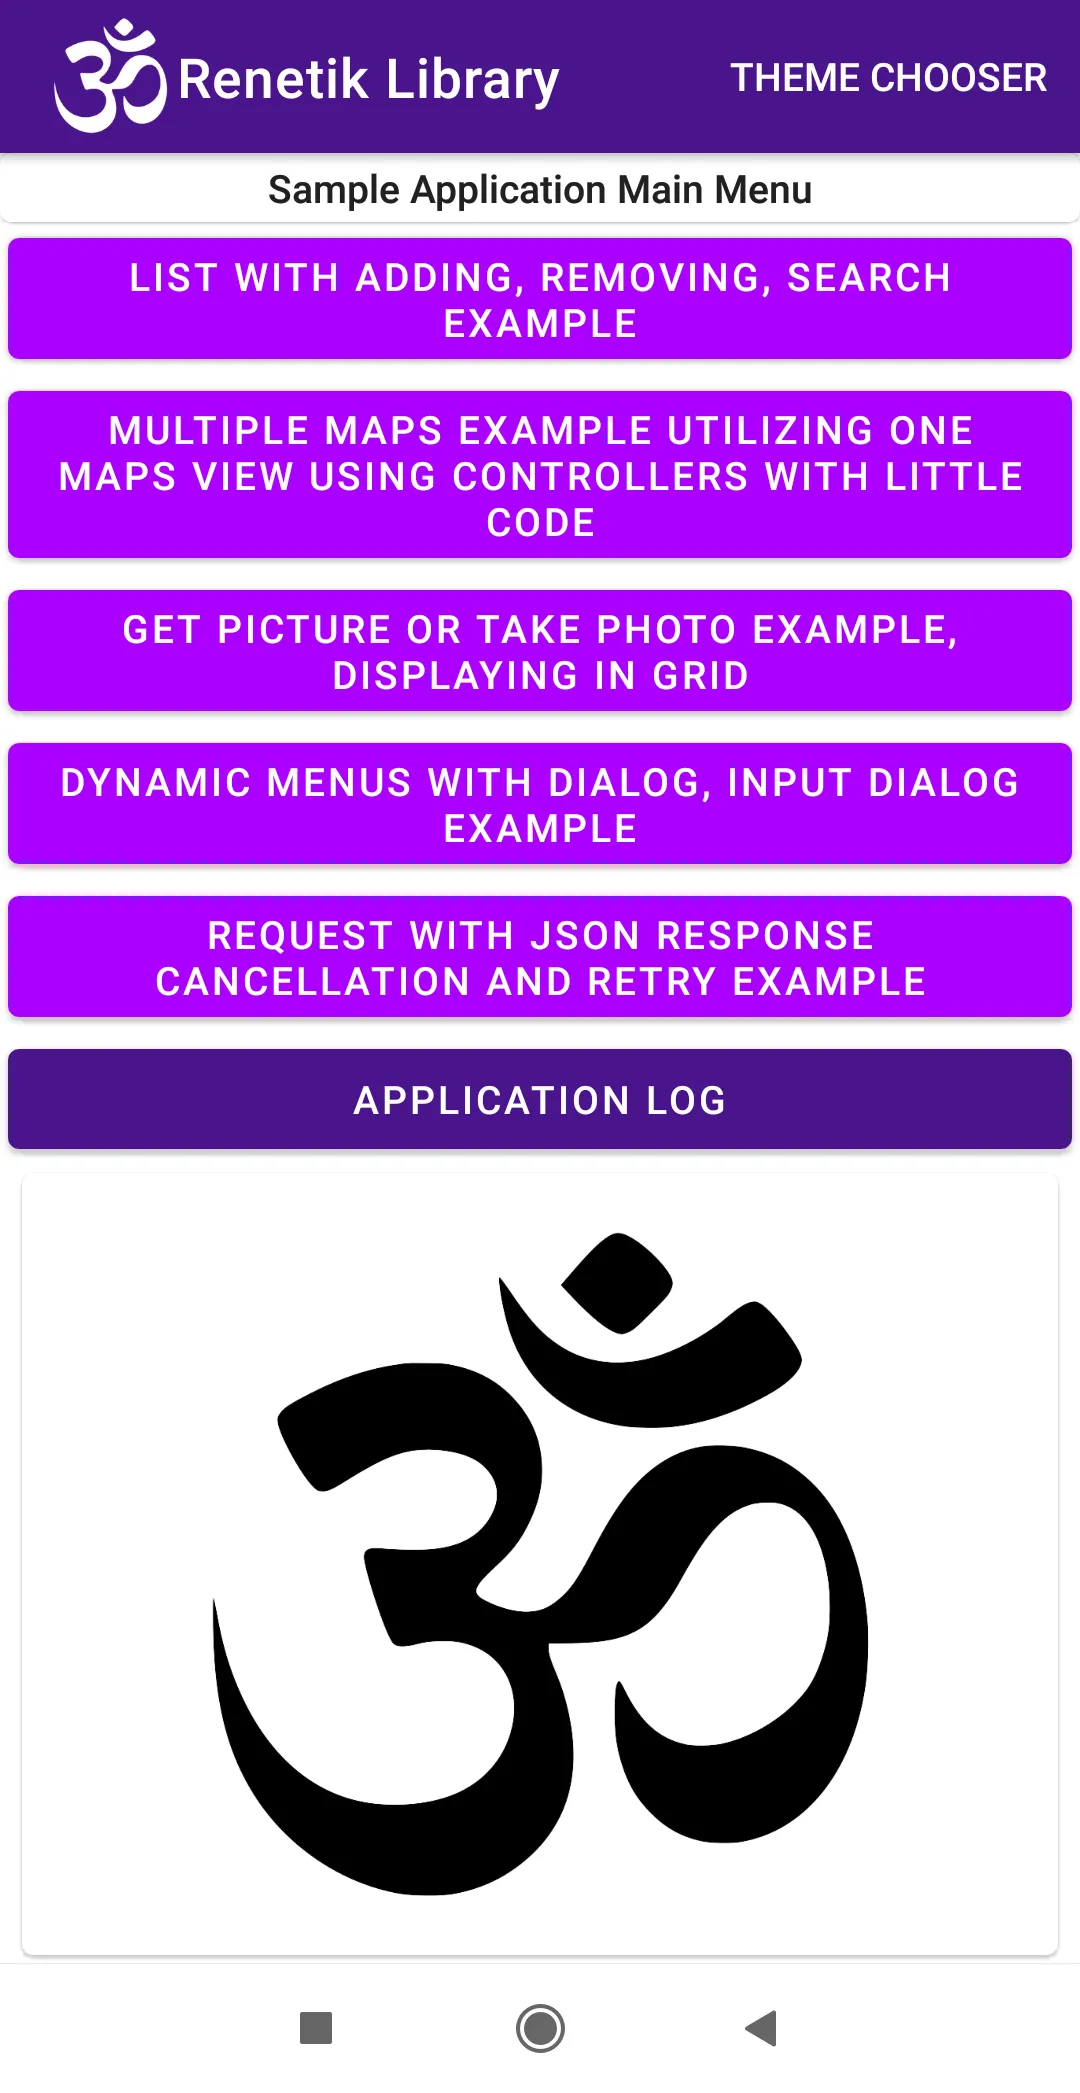 Renetik Library
THEME CHOOSER
Sample Application Main Menu
LIST WITH ADDING, REMOVING, SEARCH
EXAMPLE
MULTIPLE MAPS EXAMPLE UTILIZING ONE
MAPS VIEW USING CONTROLLERS WITH LITTLE
CODE
GET PICTURE OR TAKE PHOTO EXAMPLE,
DISPLAYING IN GRID
DYNAMIC MENUS WITH DIALOG, INPUT DIALOG
EXAMPLE
REQUEST WITH JSON RESPONSE
CANCELLATION AND RETRY EXAMPLE
APPLICATION LOG
ॐ